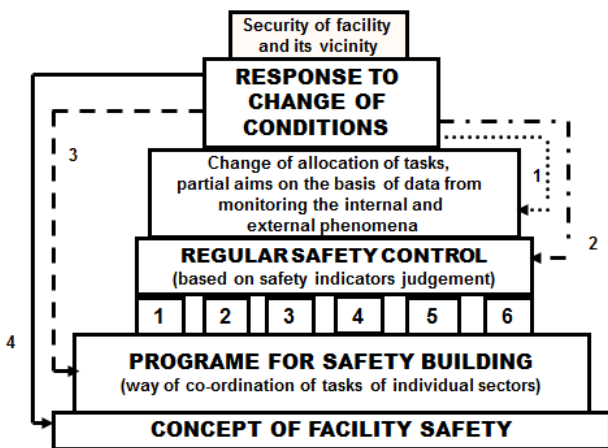 Security of facility
and its vicinity
RESPONSE TO
CHANGE OF
CONDITIONS
3
Change of allocation of tasks,
partial aims on the basis of data from
monitoring the internal and
external phenomena
1
2
REGULAR SAFETY CONTROL
(based on safety indicators judgement)
1 2 3 4 5 6
4
PROGRAME FOR SAFETY BUILDING
(way of co-ordination of tasks of individual sectors)
CONCEPT OF FACILITY SAFETY